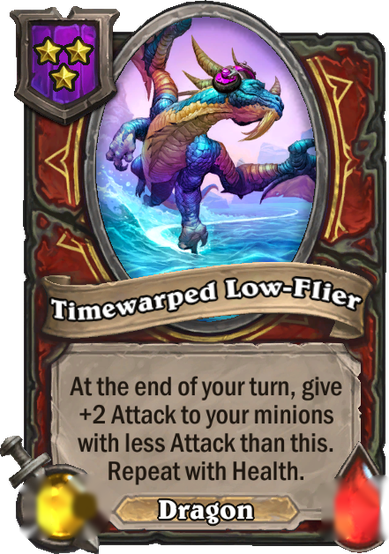 Timewarped Low-Flier
At the end of your turn, give
+2 Attack to your minions
with less Attack than this.
Repeat with Health.
Dragon